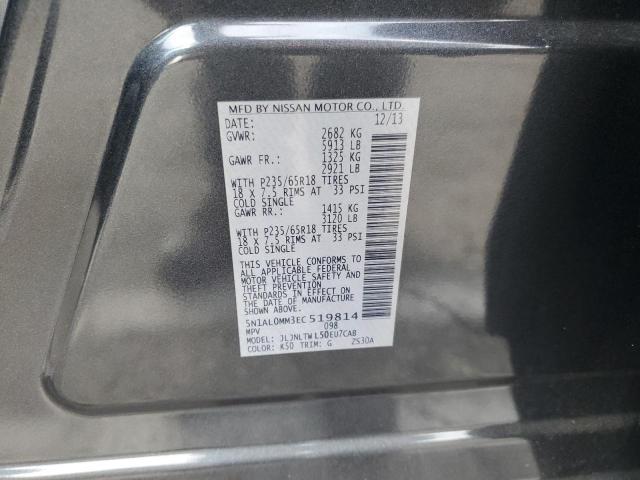 MFD BY NISSAN MOTOR CO., LTD.
DATE: 12/13
GVWR: 2682 KG
5913 LB
GAWR FR.: 1325 KG
2921 LB
WITH P235/65R18 TIRES
18 X 7.5 RIMS AT 33 PSI
COLD SINGLE
GAWR RR.: 1415 KG
3120 LB
WITH P235/65R18 TIRES
18 X 7.5 RIMS AT 33 PSI
COLD SINGLE
THIS VEHICLE CONFORMS TO
ALL APPLICABLE FEDERAL
MOTOR VEHICLE SAFETY AND
THEFT PREVENTION
STANDARDS IN EFFECT ON
THE DATE OF MANUFACTURE
SHOWN ABOVE.
5N1AL0MM3EC519814
MPV 098
MODEL: JLJNLTWL50EU7CAB
COLOR: K50 TRIM: G ZS30A